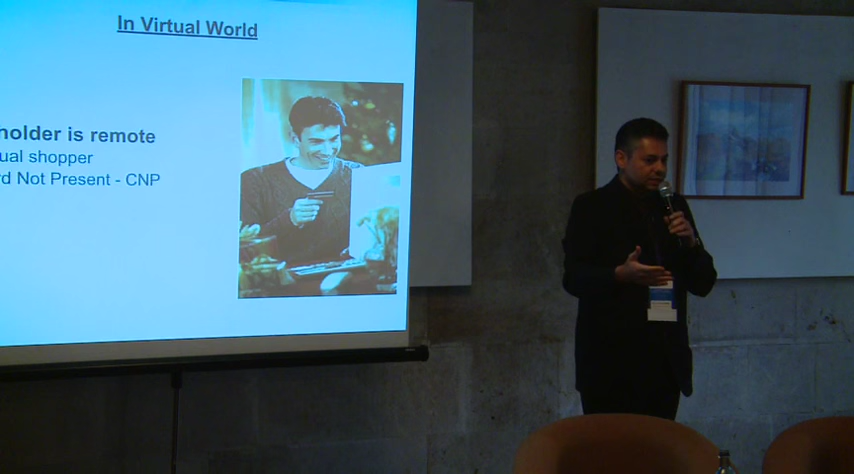 In Virtual World
holder is remote
ual shopper
rd Not Present - CNP